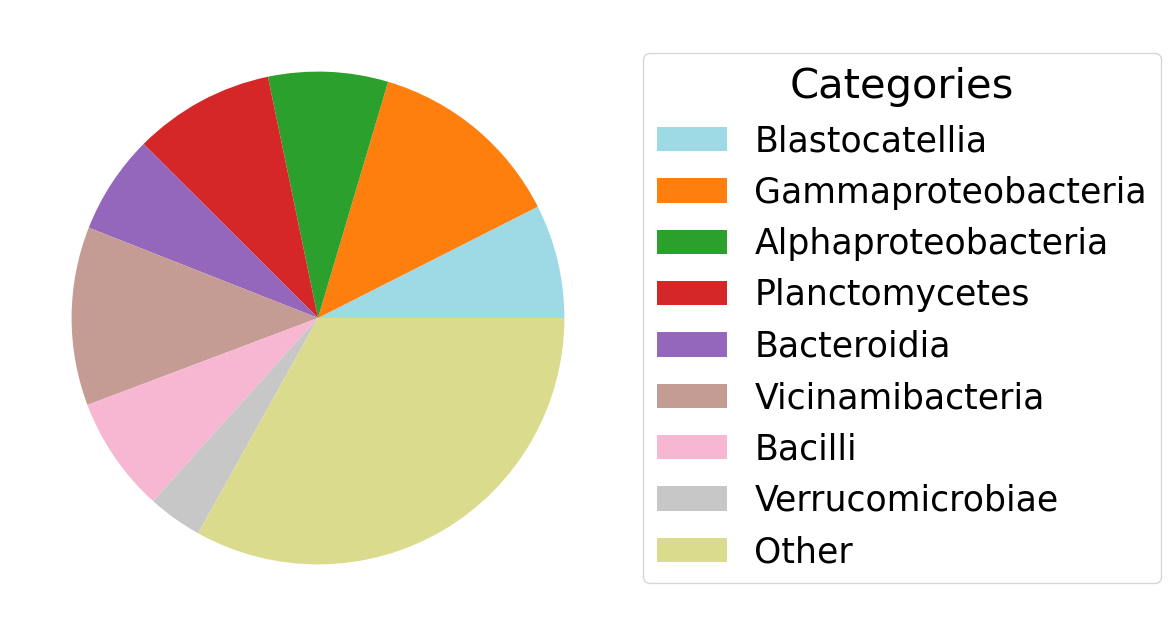 Categories
Blastocatellia
Gammaproteobacteria
Alphaproteobacteria
Planctomycetes
Bacteroidia
Vicinamibacteria
Bacilli
Verrucomicrobiae
Other